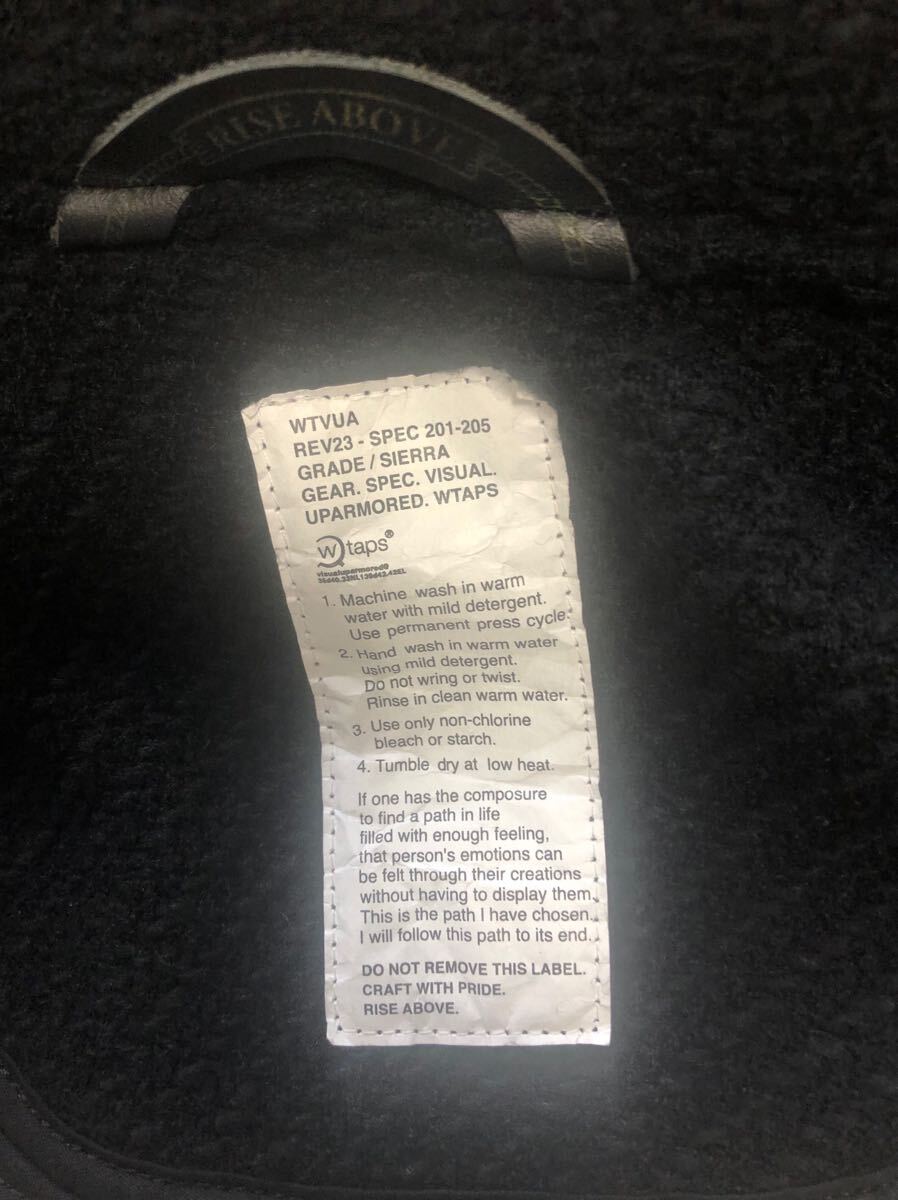 RISE ABOVE
WTVUA
REV23 - SPEC 201-205
GRADE / SIERRA
GEAR. SPEC. VISUAL.
UPARMORED. WTAPS
Wtaps®
visualuparmored®
1. Machine wash in warm
water with mild detergent.
Use permanent press cycle.
2. Hand wash in warm water
using mild detergent.
Do not wring or twist.
Rinse in clean warm water.
3. Use only non-chlorine
bleach or starch.
4. Tumble dry at low heat.
If one has the composure
to find a path in life
filled with enough feeling,
that person's emotions can
be felt through their creations
without having to display them.
This is the path I have chosen.
I will follow this path to its end.
DO NOT REMOVE THIS LABEL.
CRAFT WITH PRIDE.
RISE ABOVE.